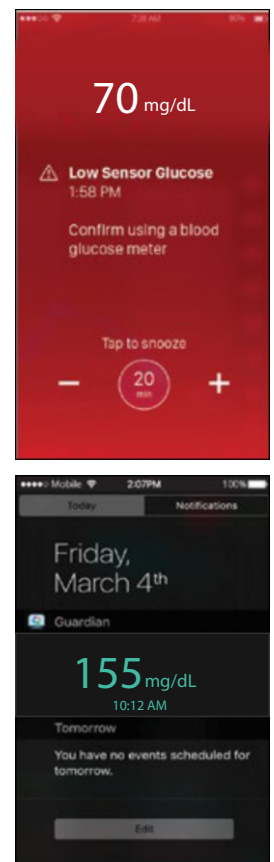 7:28 AM 80%
70 mg/dL
Low Sensor Glucose
1:58 PM
Confirm using a blood
glucose meter
Tap to snooze
− 20 +
min
Mobile 2:07PM 100%
Today Notifications
Friday,
March 4th
Guardian
155 mg/dL
10:12 AM
Tomorrow
You have no events scheduled for
tomorrow.
Edit